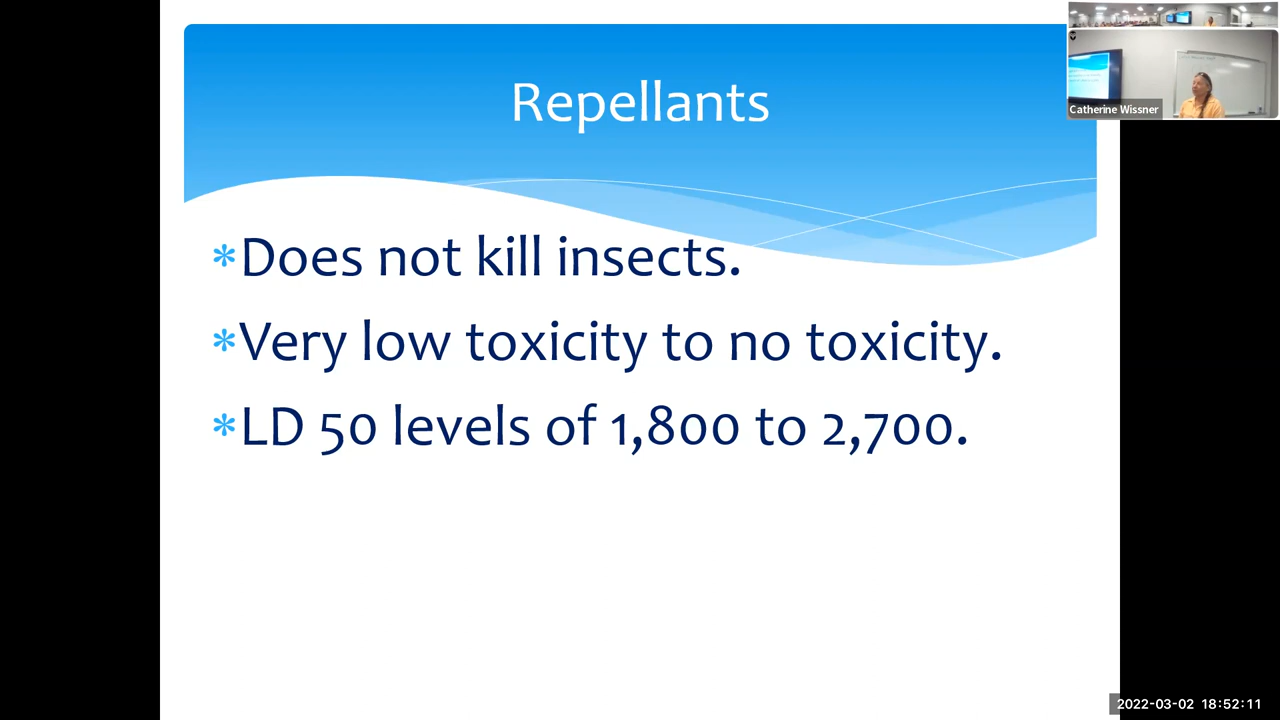 Repellants
Catherine Wissner
*Does not kill insects.
*Very low toxicity to no toxicity.
*LD 50 levels of 1,800 to 2,700.
2022-03-02 18:52:11